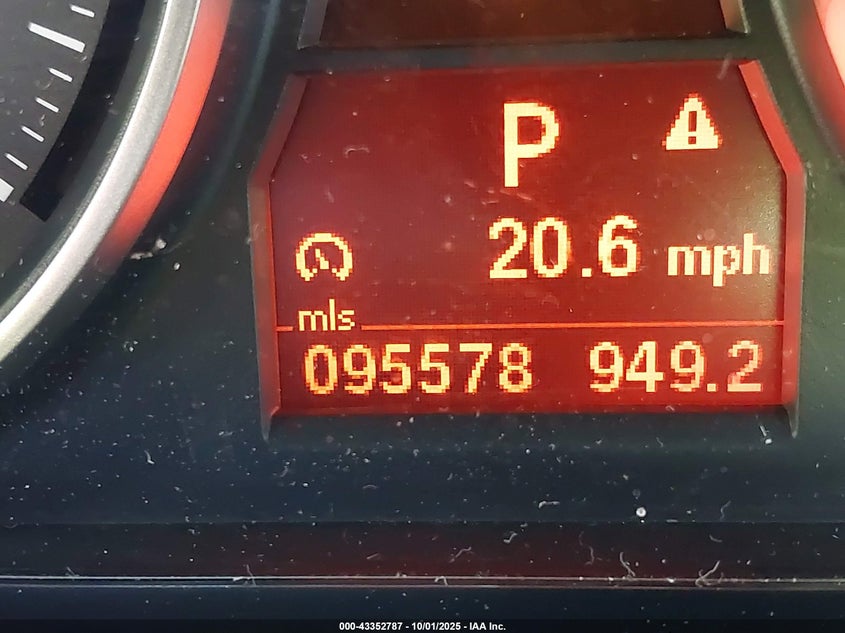 P
20.6 mph
mls
095578 949.2
000-43352787 - 10/01/2025 - IAA Inc.